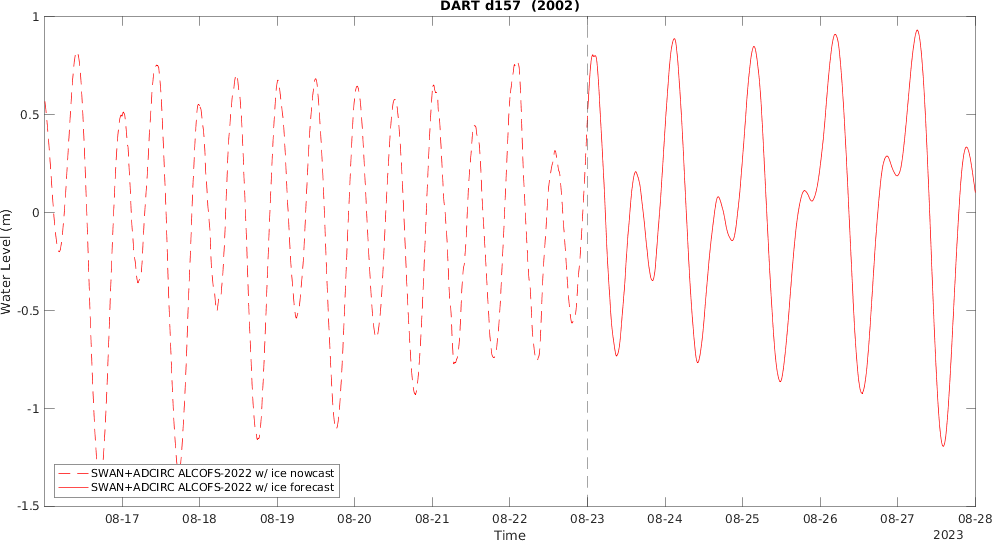 DART d157 (2002)
1
0.5
0
-0.5
-1
-1.5
Water Level (m)
SWAN+ADCIRC ALCOFS-2022 w/ ice nowcast
SWAN+ADCIRC ALCOFS-2022 w/ ice forecast
08-17 08-18 08-19 08-20 08-21 08-22 08-23 08-24 08-25 08-26 08-27 08-28
Time
2023